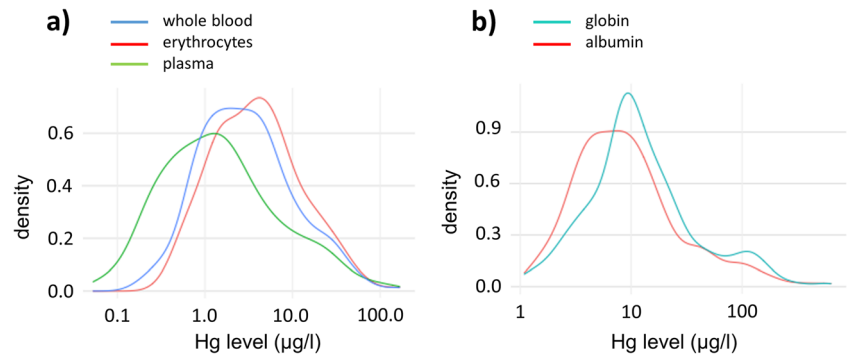 a)
whole blood
erythrocytes
plasma
density
0.6
0.4
0.2
0.0
0.1 1.0 10.0 100.0
Hg level (µg/l)
b)
globin
albumin
density
0.9
0.6
0.3
0.0
1 10 100
Hg level (µg/l)